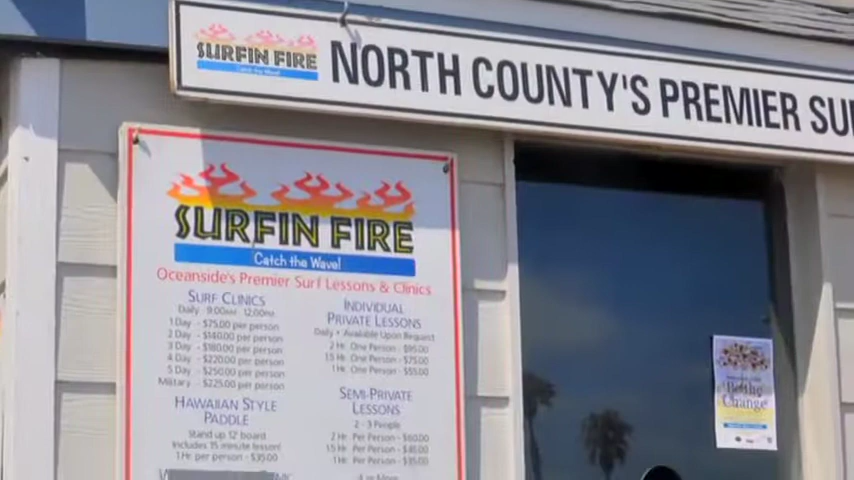 SURFIN FIRE
Catch the Wave!
NORTH COUNTY'S PREMIER SU
SURFIN FIRE
Catch the Wave!
Oceanside's Premier Surf Lessons & Clinics
SURF CLINICS
Daily 9:00AM - 12:00PM
1 Day - $75.00 per person
2 Day - $140.00 per person
3 Day - $180.00 per person
4 Day - $220.00 per person
5 Day - $250.00 per person
Military - $225.00 per person
HAWAIIAN STYLE
PADDLE
Stand up 12' board
Includes 15 minute lesson!
1 Hr per person - $30.00
INDIVIDUAL
PRIVATE LESSONS
Daily • Available Upon Request
2 Hr. One Person - $95.00
1.5 Hr. One Person - $75.00
1 Hr. One Person - $55.00
SEMI-PRIVATE
LESSONS
2 - 3 People
2 Hr. Per Person - $60.00
1.5 Hr. Per Person - $45.00
1 Hr. Per Person - $35.00
4 or More
Be the
Change